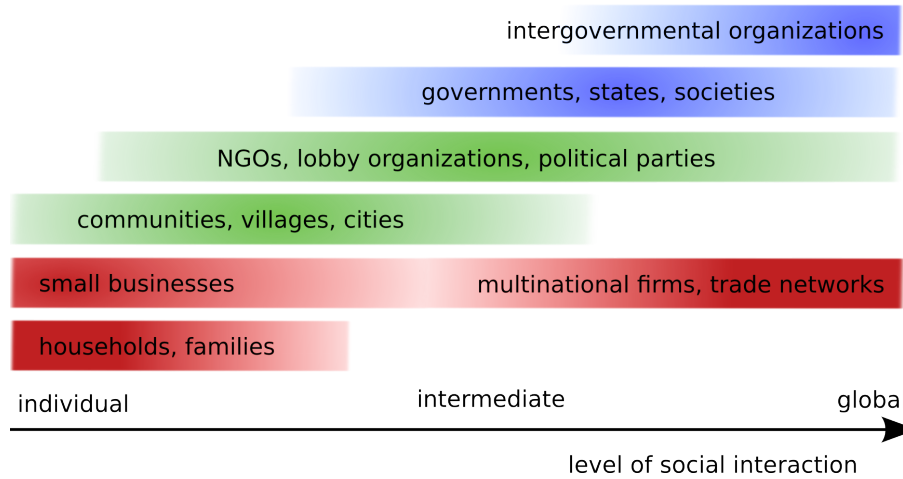 intergovernmental organizations
governments, states, societies
NGOs, lobby organizations, political parties
communities, villages, cities
small businesses
multinational firms, trade networks
households, families
individual
intermediate
globa
level of social interaction